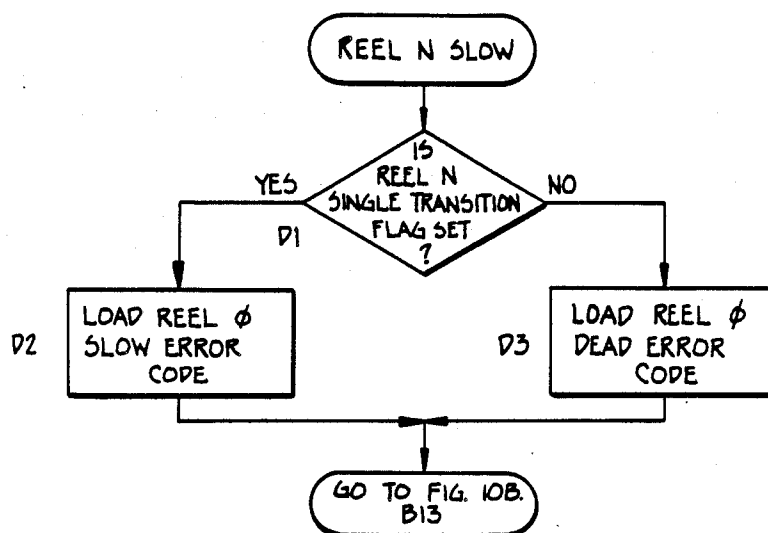 REEL N SLOW
IS
REEL N
SINGLE TRANSITION
FLAG SET
?
YES
NO
D1
D2
LOAD REEL ϕ
SLOW ERROR
CODE
D3
LOAD REEL ϕ
DEAD ERROR
CODE
GO TO FIG. 10B.
B13